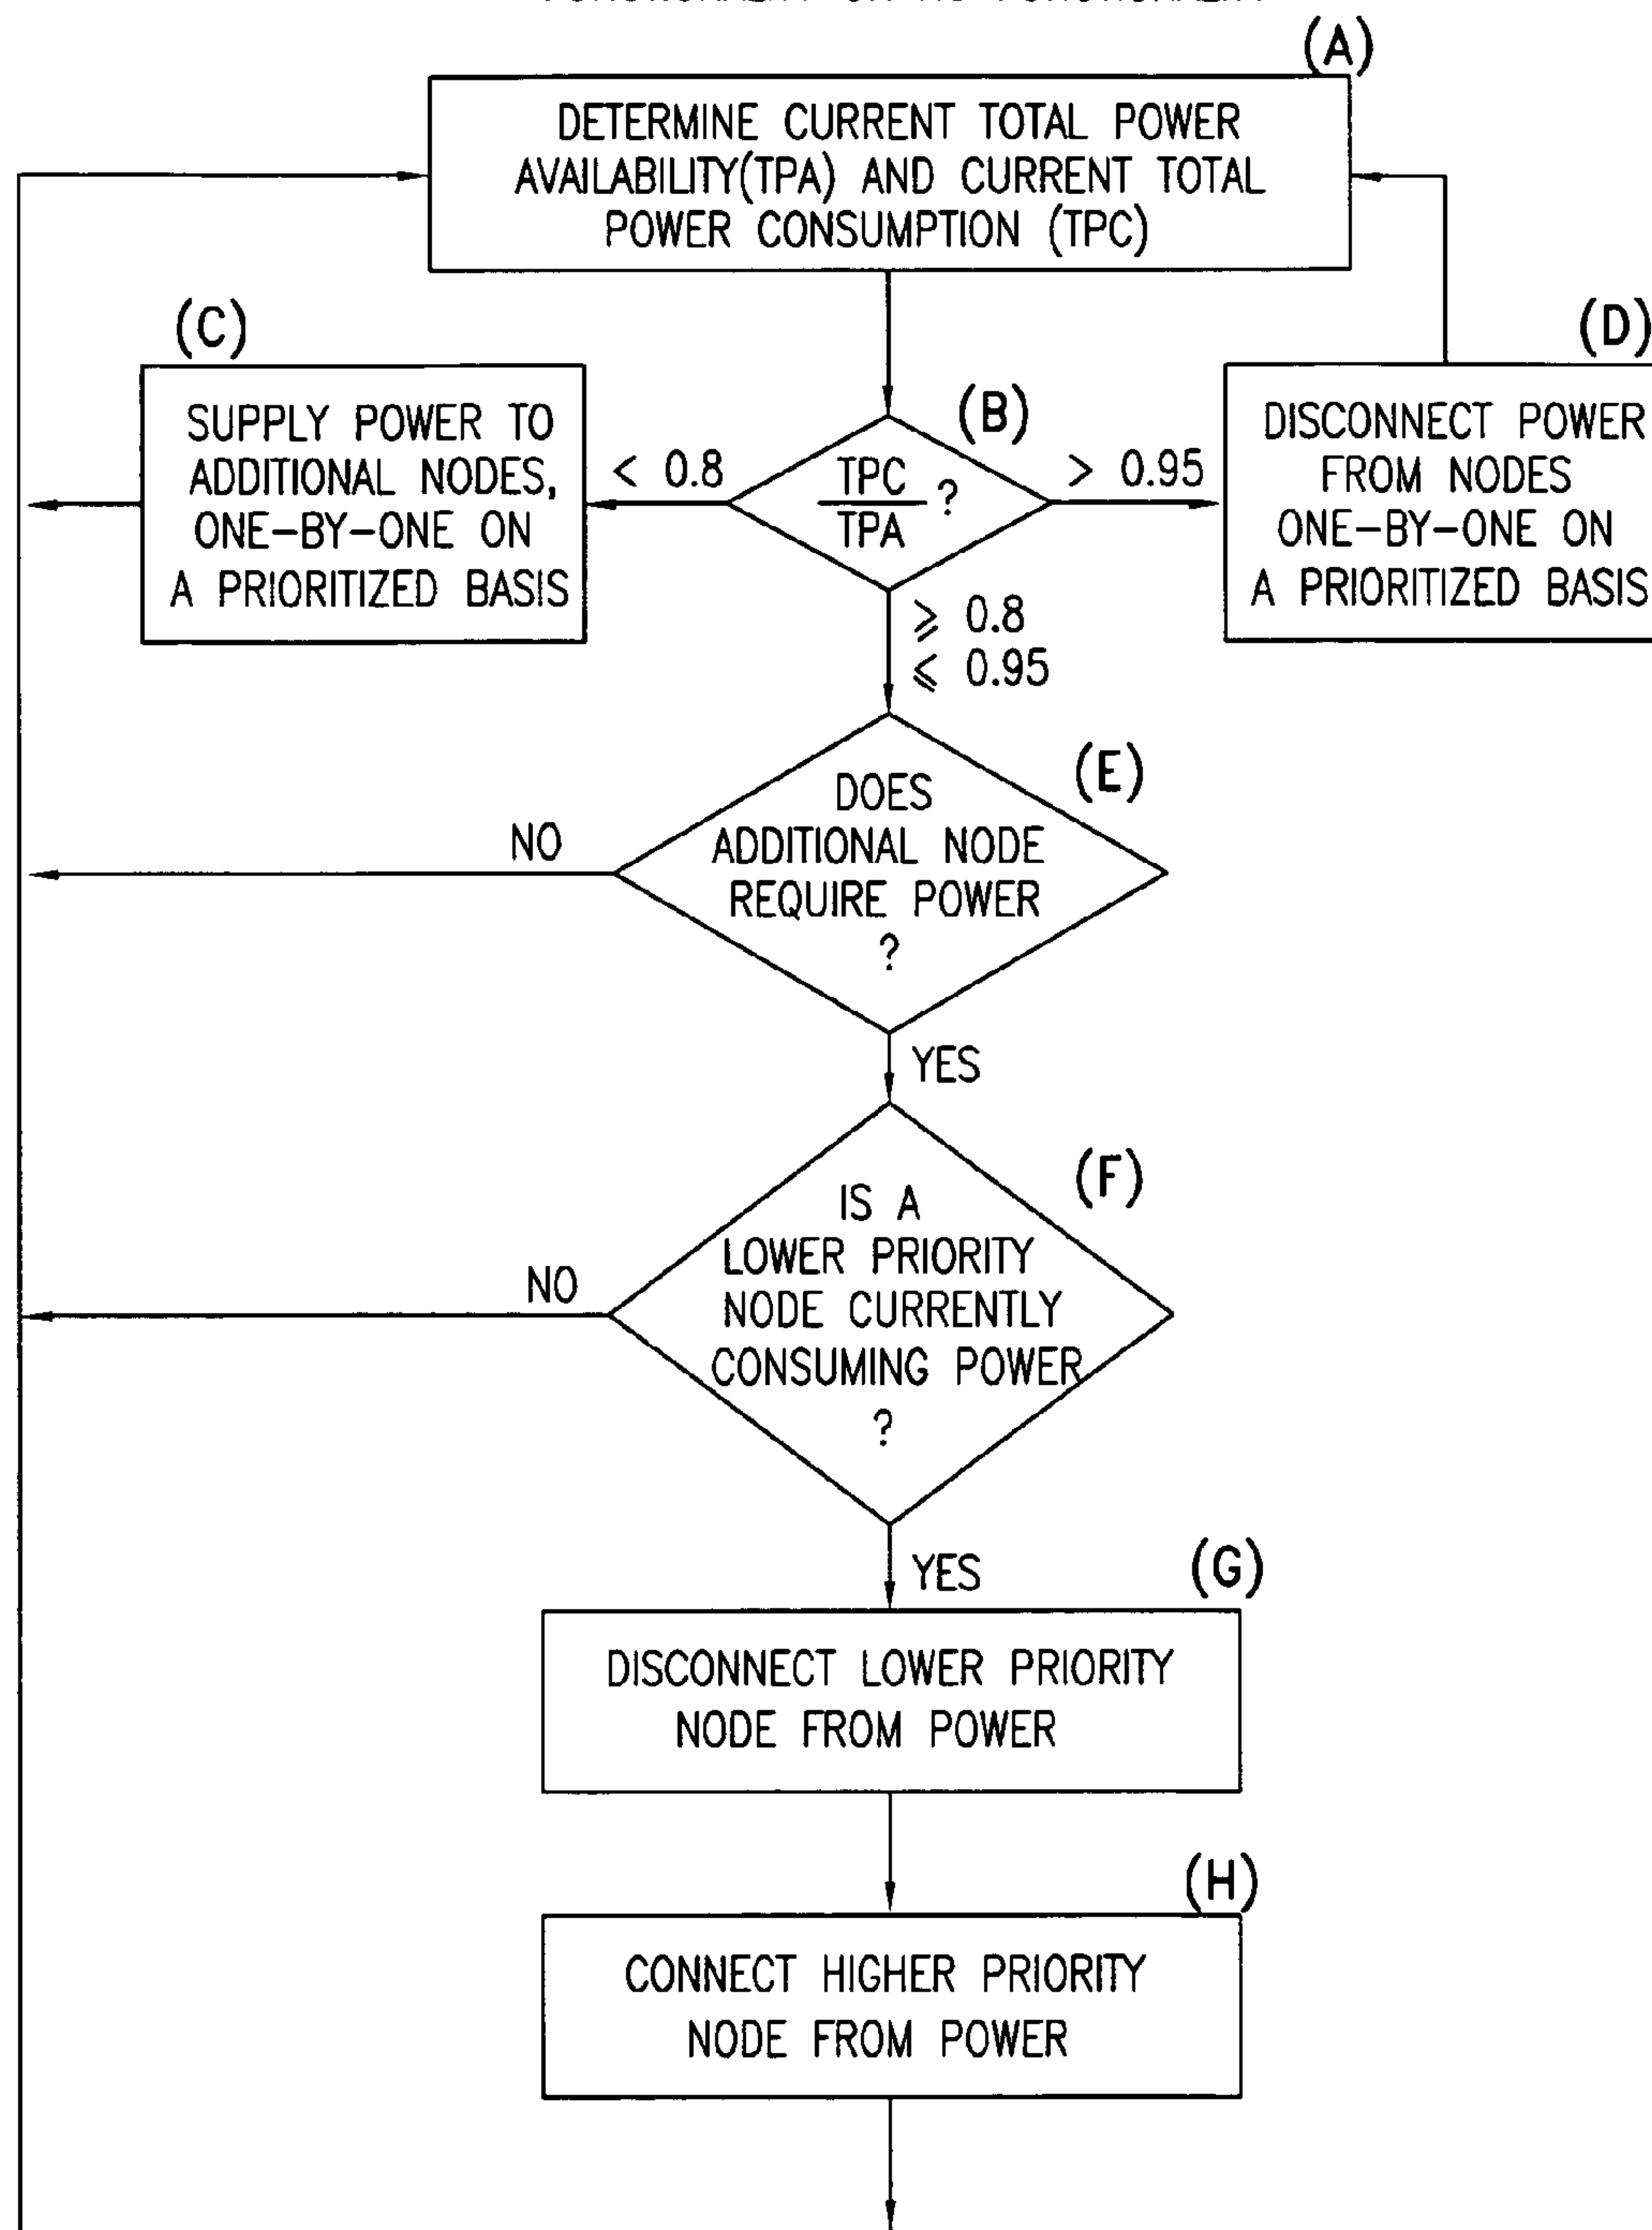 (A)
DETERMINE CURRENT TOTAL POWER
AVAILABILITY(TPA) AND CURRENT TOTAL
POWER CONSUMPTION (TPC)
(C)
SUPPLY POWER TO
ADDITIONAL NODES,
ONE-BY-ONE ON
A PRIORITIZED BASIS
< 0.8
(B)
TPC
TPA
?
> 0.95
(D)
DISCONNECT POWER
FROM NODES
ONE-BY-ONE ON
A PRIORITIZED BASIS
⩾ 0.8
⩽ 0.95
(E)
DOES
ADDITIONAL NODE
REQUIRE POWER
?
NO
YES
(F)
IS A
LOWER PRIORITY
NODE CURRENTLY
CONSUMING POWER
?
NO
YES
(G)
DISCONNECT LOWER PRIORITY
NODE FROM POWER
(H)
CONNECT HIGHER PRIORITY
NODE FROM POWER